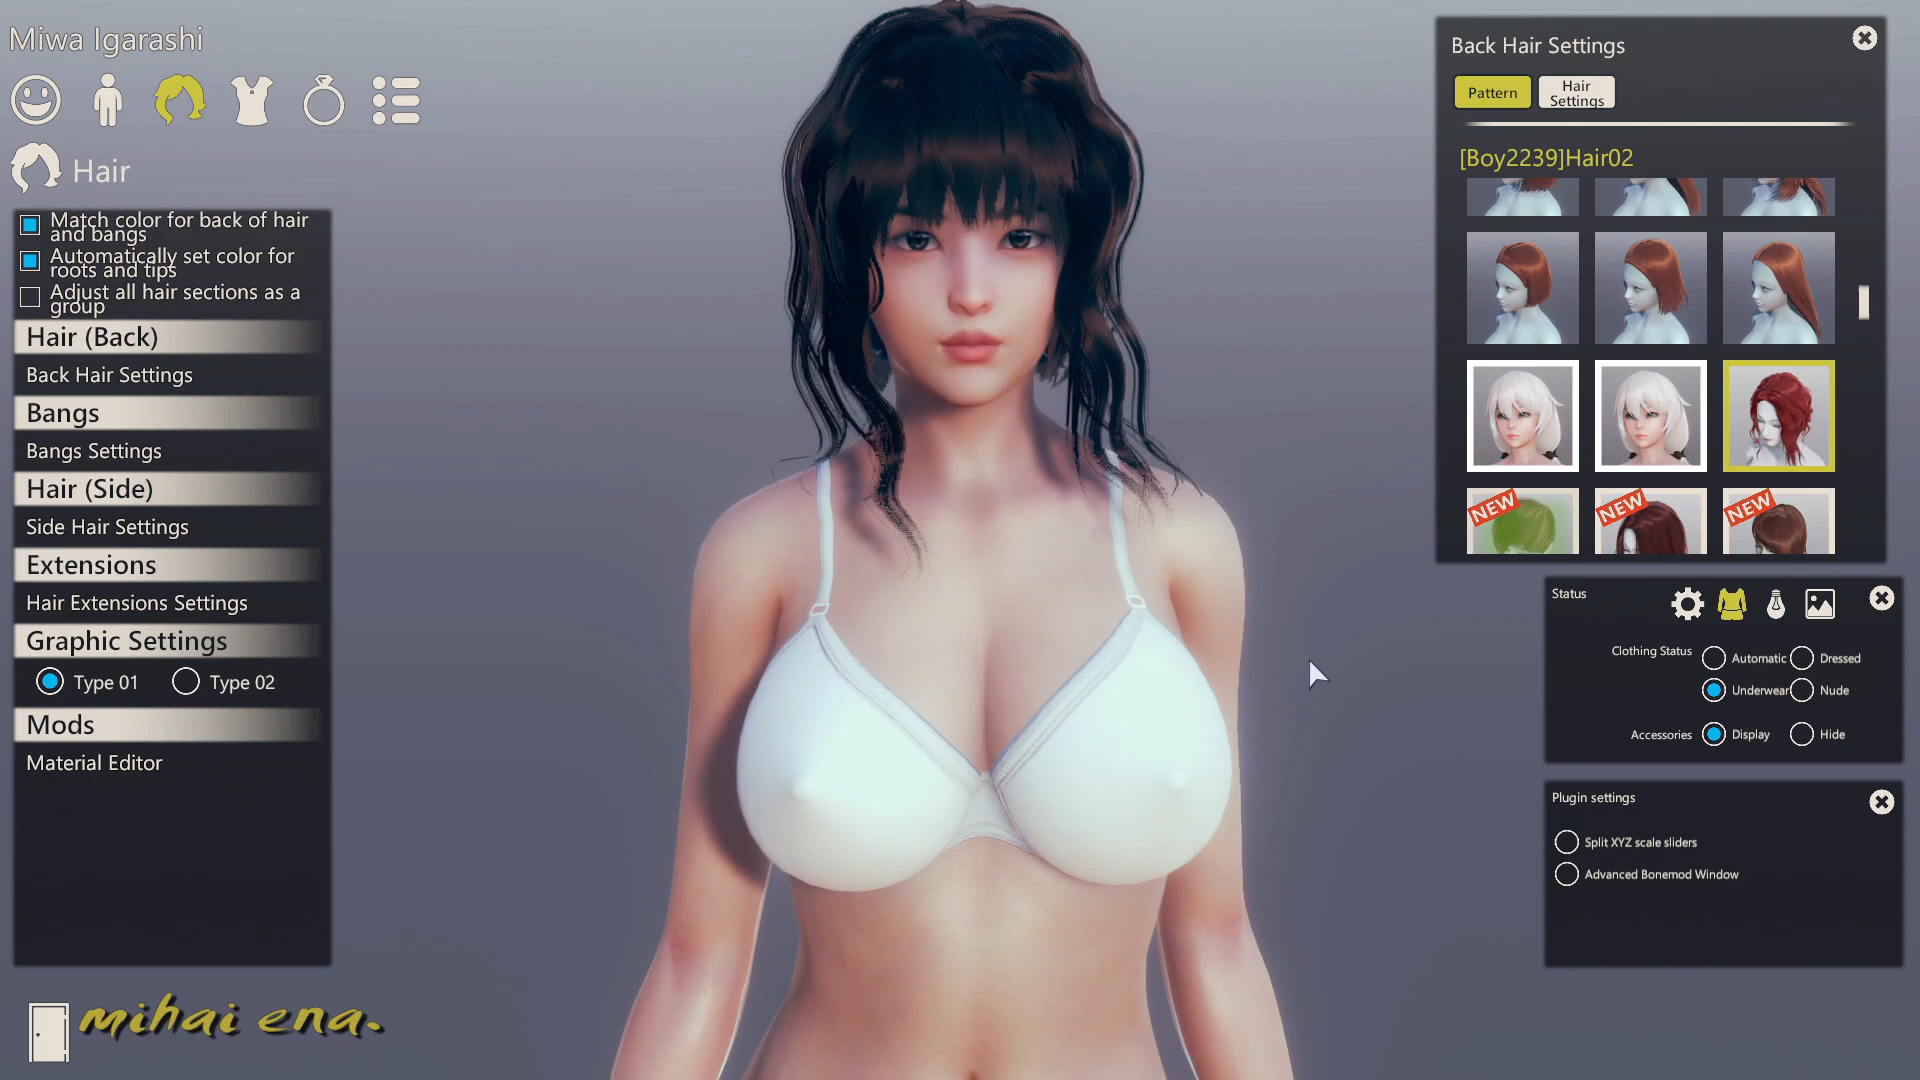 Miwa Igarashi
Hair
Match color for back of hair
and bangs
Automatically set color for
roots and tips
Adjust all hair sections as a
group
Hair (Back)
Back Hair Settings
Bangs
Bangs Settings
Hair (Side)
Side Hair Settings
Extensions
Hair Extensions Settings
Graphic Settings
Type 01 Type 02
Mods
Material Editor
mihai ena.
Back Hair Settings
Pattern
Hair
Settings
[Boy2239]Hair02
NEW NEW NEW
Status
Clothing Status Automatic Dressed
Underwear Nude
Accessories Display Hide
Plugin settings
Split XYZ scale sliders
Advanced Bonemod Window